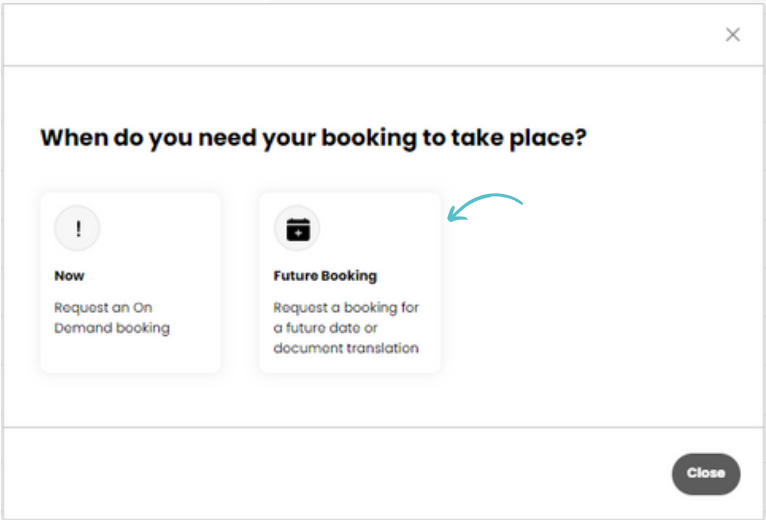 When do you need your booking to take place?
!
Now
Request an On
Demand booking
Future Booking
Request a booking for
a future date or
document translation
Close